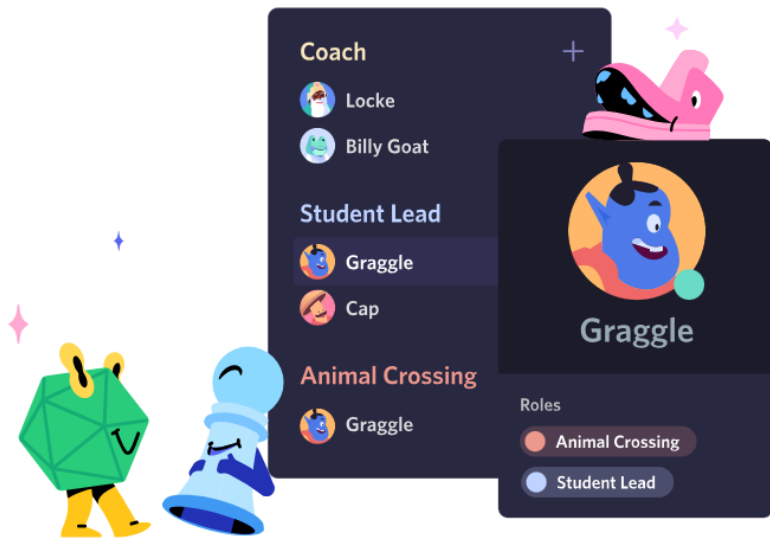 Coach
Locke
Billy Goat
Student Lead
Graggle
Cap
Animal Crossing
Graggle
Graggle
Roles
Animal Crossing
Student Lead